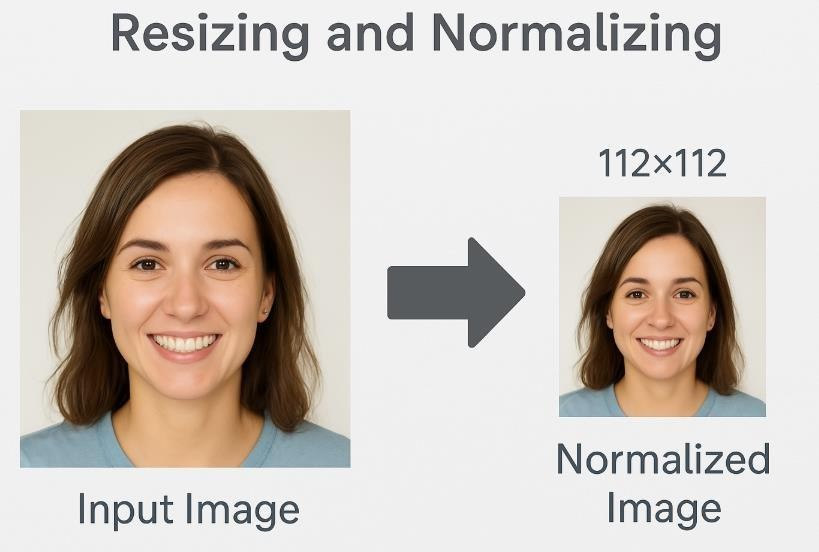 Resizing and Normalizing
112×112
Input Image
Normalized
Image